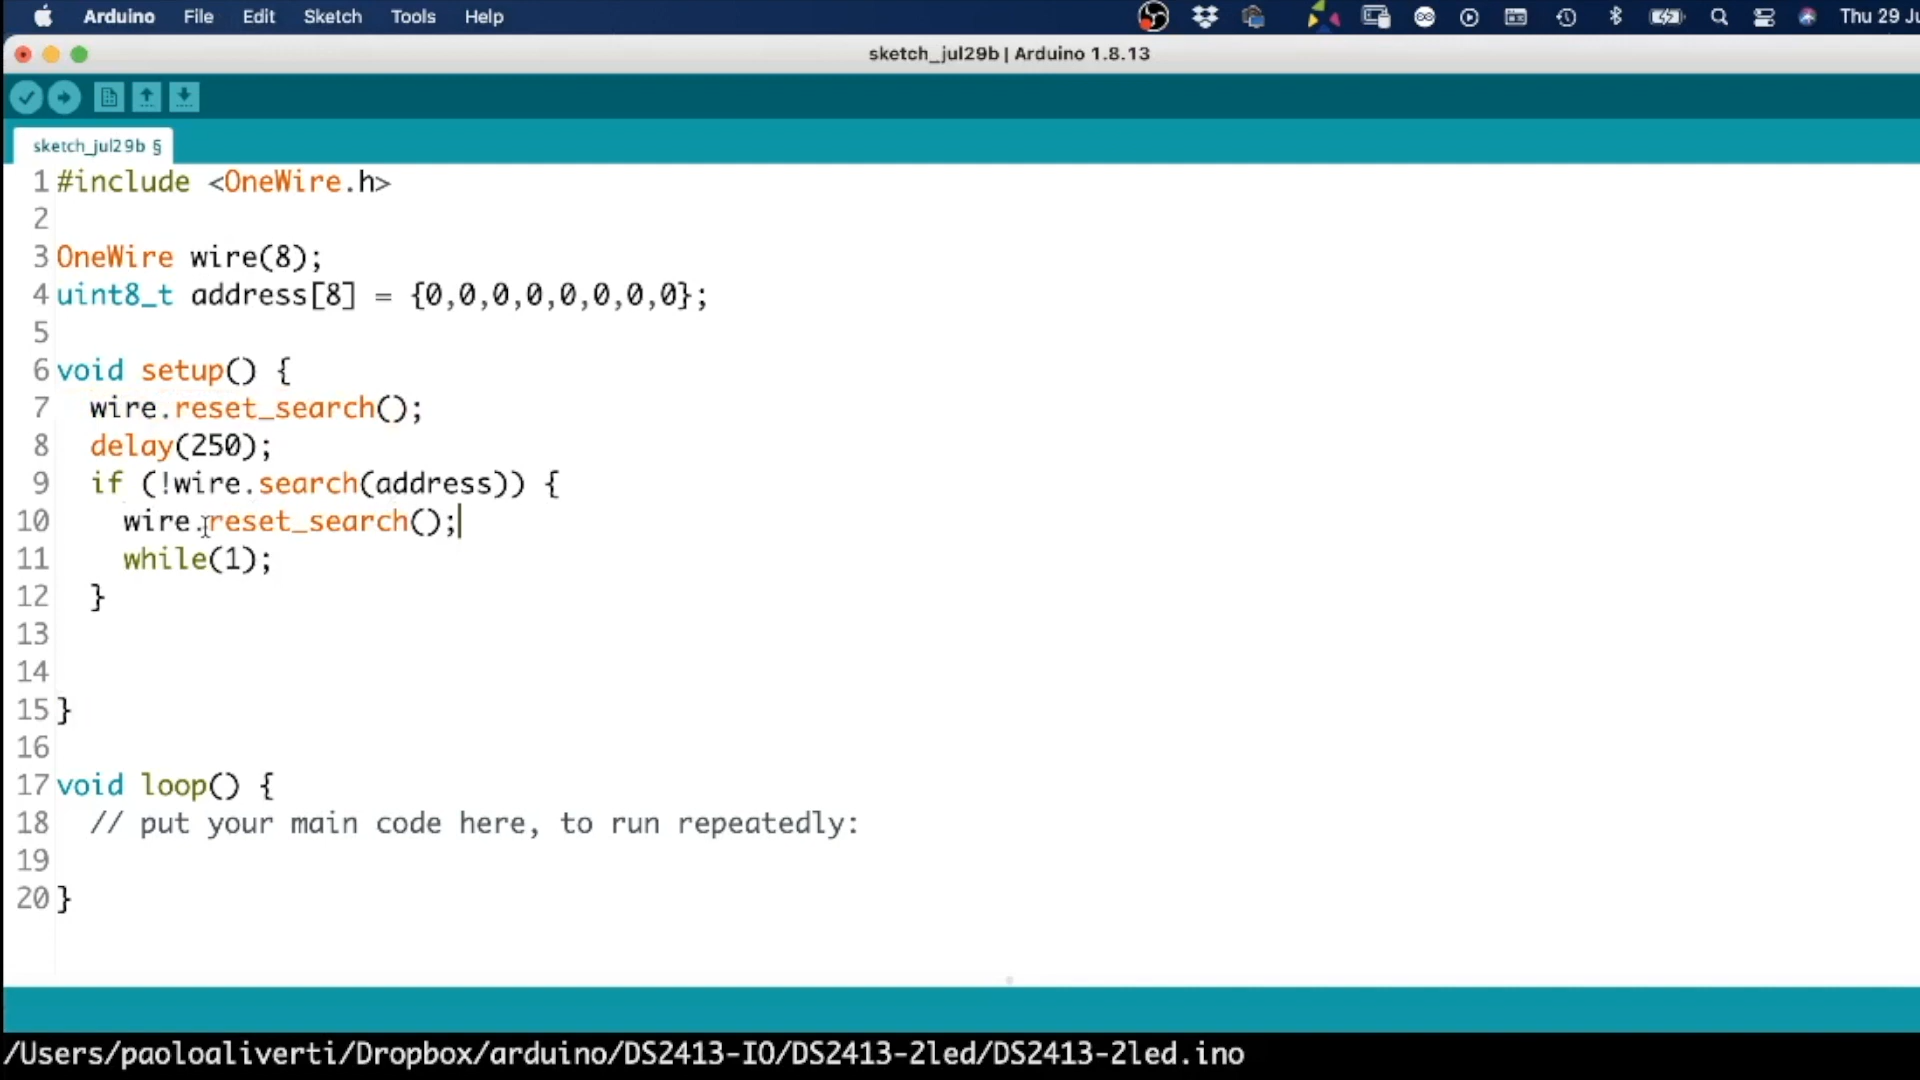 Arduino File Edit Sketch Tools Help Thu 29 Ju
sketch_jul29b | Arduino 1.8.13
sketch_jul29b §
1 #include <OneWire.h>
2
3 OneWire wire(8);
4 uint8_t address[8] = {0,0,0,0,0,0,0,0};
5
6 void setup() {
7 wire.reset_search();
8 delay(250);
9 if (!wire.search(address)) {
10 wire.reset_search();
11 while(1);
12 }
13
14
15 }
16
17 void loop() {
18 // put your main code here, to run repeatedly:
19
20 }
/Users/paoloaliverti/Dropbox/arduino/DS2413-IO/DS2413-2led/DS2413-2led.ino